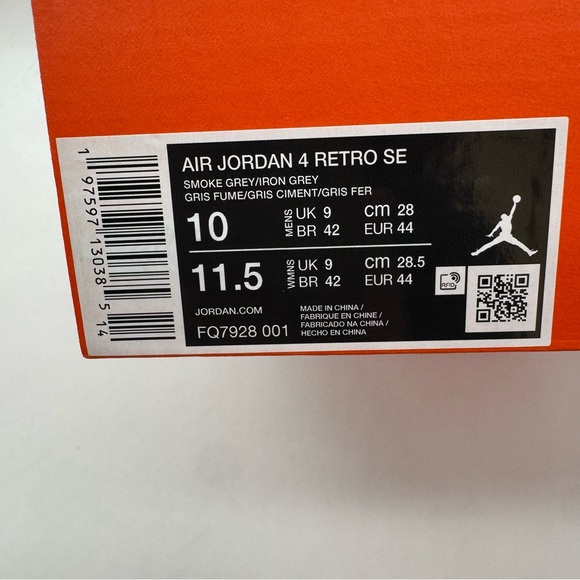 AIR JORDAN 4 RETRO SE
SMOKE GREY/IRON GREY
GRIS FUME/GRIS CIMENT/GRIS FER
10 MENS UK 9 cm 28
BR 42 EUR 44
11.5 WMNS UK 9 cm 28.5
BR 42 EUR 44
RFID
JORDAN.COM
FQ7928 001
MADE IN CHINA /
FABRIQUE EN CHINE /
FABRICADO NA CHINA /
HECHO EN CHINA
1 97597 13038 5 14